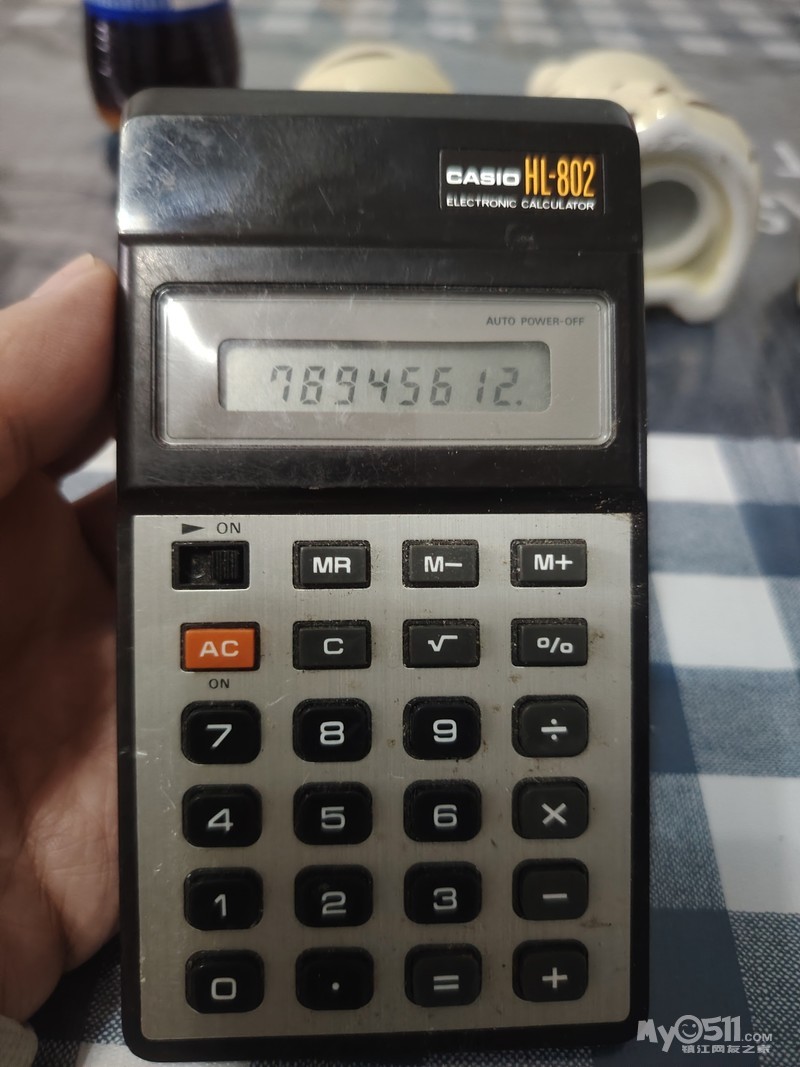 CASIO HL-802
ELECTRONIC CALCULATOR
AUTO POWER-OFF
78945612.
ON
MR M- M+
AC C √ %
ON
7 8 9 ÷
4 5 6 ×
1 2 3 -
0 . = +
My0511.COM
镇江网友之家